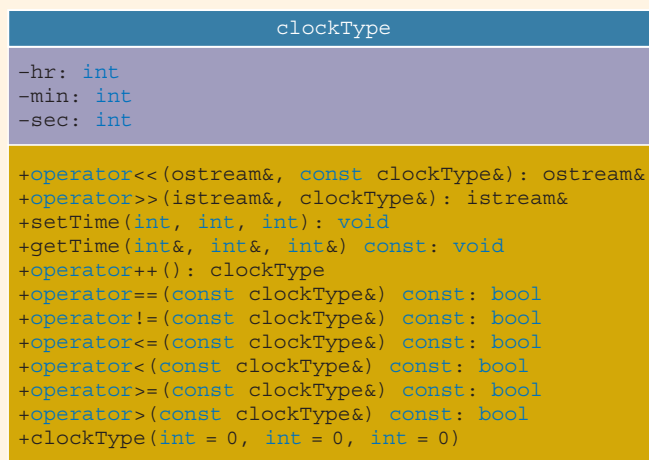 clockType
-hr: int
-min: int
-sec: int
+operator<<(ostream&, const clockType&): ostream&
+operator>>(istream&, clockType&): istream&
+setTime(int, int, int): void
+getTime(int&, int&, int&) const: void
+operator++(): clockType
+operator==(const clockType&) const: bool
+operator!=(const clockType&) const: bool
+operator<=(const clockType&) const: bool
+operator<(const clockType&) const: bool
+operator>=(const clockType&) const: bool
+operator>(const clockType&) const: bool
+clockType(int = 0, int = 0, int = 0)